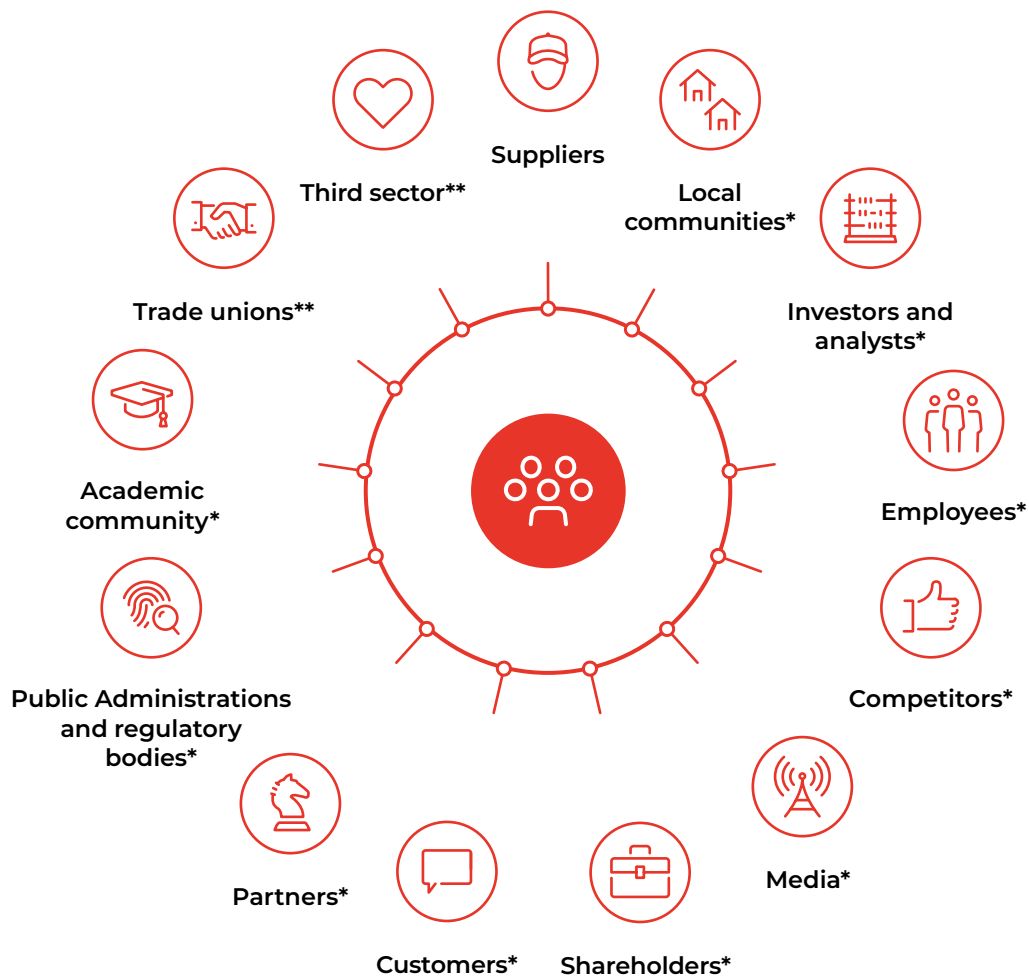 Suppliers
Third sector**
Local
communities*
Trade unions**
Investors and
analysts*
Academic
community*
Employees*
Public Administrations
and regulatory
bodies*
Competitors*
Partners*
Media*
Customers*
Shareholders*